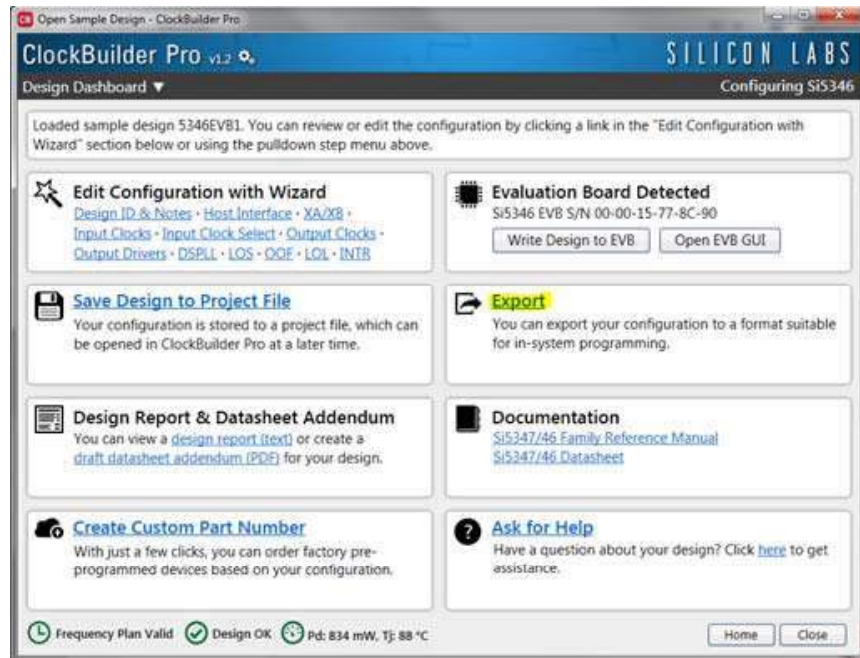 Open Sample Design - ClockBuilder Pro
ClockBuilder Pro v1.2
SILICON LABS
Design Dashboard ▼
Configuring Si5346
Loaded sample design 5346EVB1. You can review or edit the configuration by clicking a link in the "Edit Configuration with
Wizard" section below or using the pulldown step menu above.
Edit Configuration with Wizard
Design ID & Notes · Host Interface · XA/XB ·
Input Clocks · Input Clock Select · Output Clocks ·
Output Drivers · DSPLL · LOS · OOF · LOL · INTR
Evaluation Board Detected
Si5346 EVB S/N 00-00-15-77-8C-90
Write Design to EVB
Open EVB GUI
Save Design to Project File
Your configuration is stored to a project file, which can
be opened in ClockBuilder Pro at a later time.
Export
You can export your configuration to a format suitable
for in-system programming.
Design Report & Datasheet Addendum
You can view a design report (text) or create a
draft datasheet addendum (PDF) for your design.
Documentation
Si5347/46 Family Reference Manual
Si5347/46 Datasheet
Create Custom Part Number
With just a few clicks, you can order factory pre-
programmed devices based on your configuration.
Ask for Help
Have a question about your design? Click here to get
assistance.
Frequency Plan Valid
Design OK
Pd: 834 mW, Tj: 88 °C
Home
Close